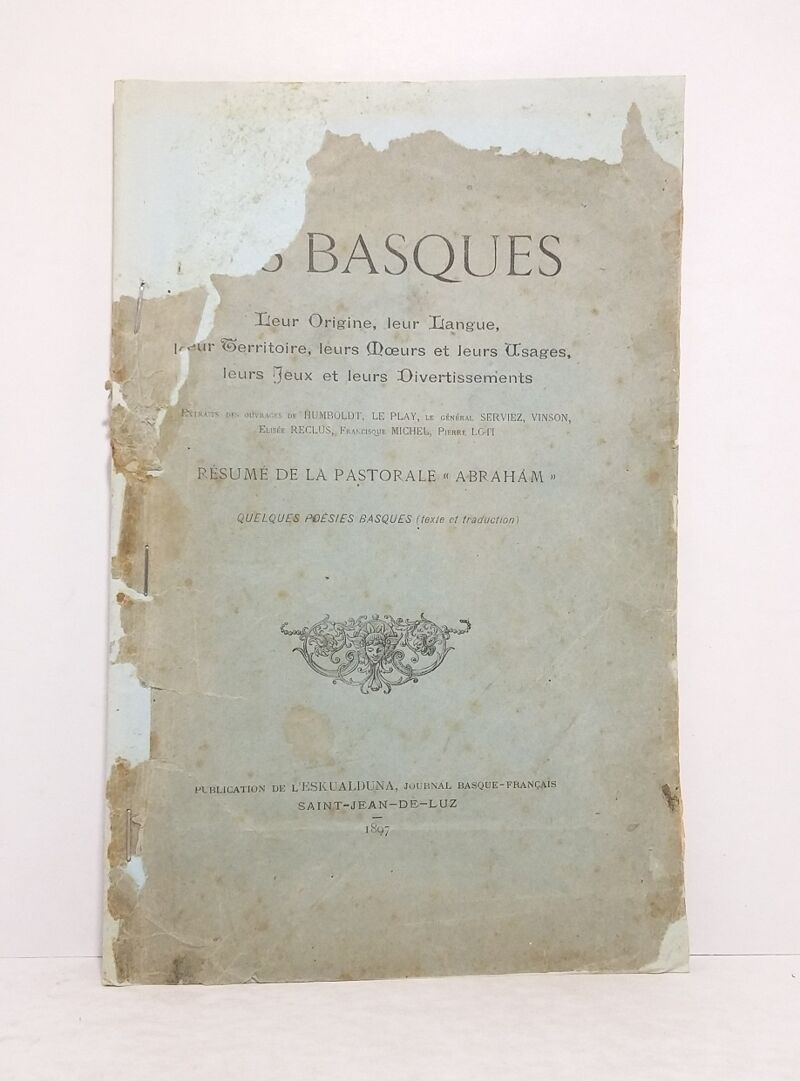 S BASQUES
Leur Origine, leur Langue,
leur Territoire, leurs Mœurs et leurs Usages,
leurs Jeux et leurs Divertissements
EXTRAITS DES OUVRAGES DE HUMBOLDT, LE PLAY, LE GÉNÉRAL SERVIEZ, VINSON,
ELISÉE RECLUS, FRANCISQUE MICHEL, PIERRE LOTI
RÉSUMÉ DE LA PASTORALE « ABRAHAM »
QUELQUES POÉSIES BASQUES (texte et traduction)
PUBLICATION DE L'ESKUALDUNA, JOURNAL BASQUE-FRANÇAIS
SAINT-JEAN-DE-LUZ
1897